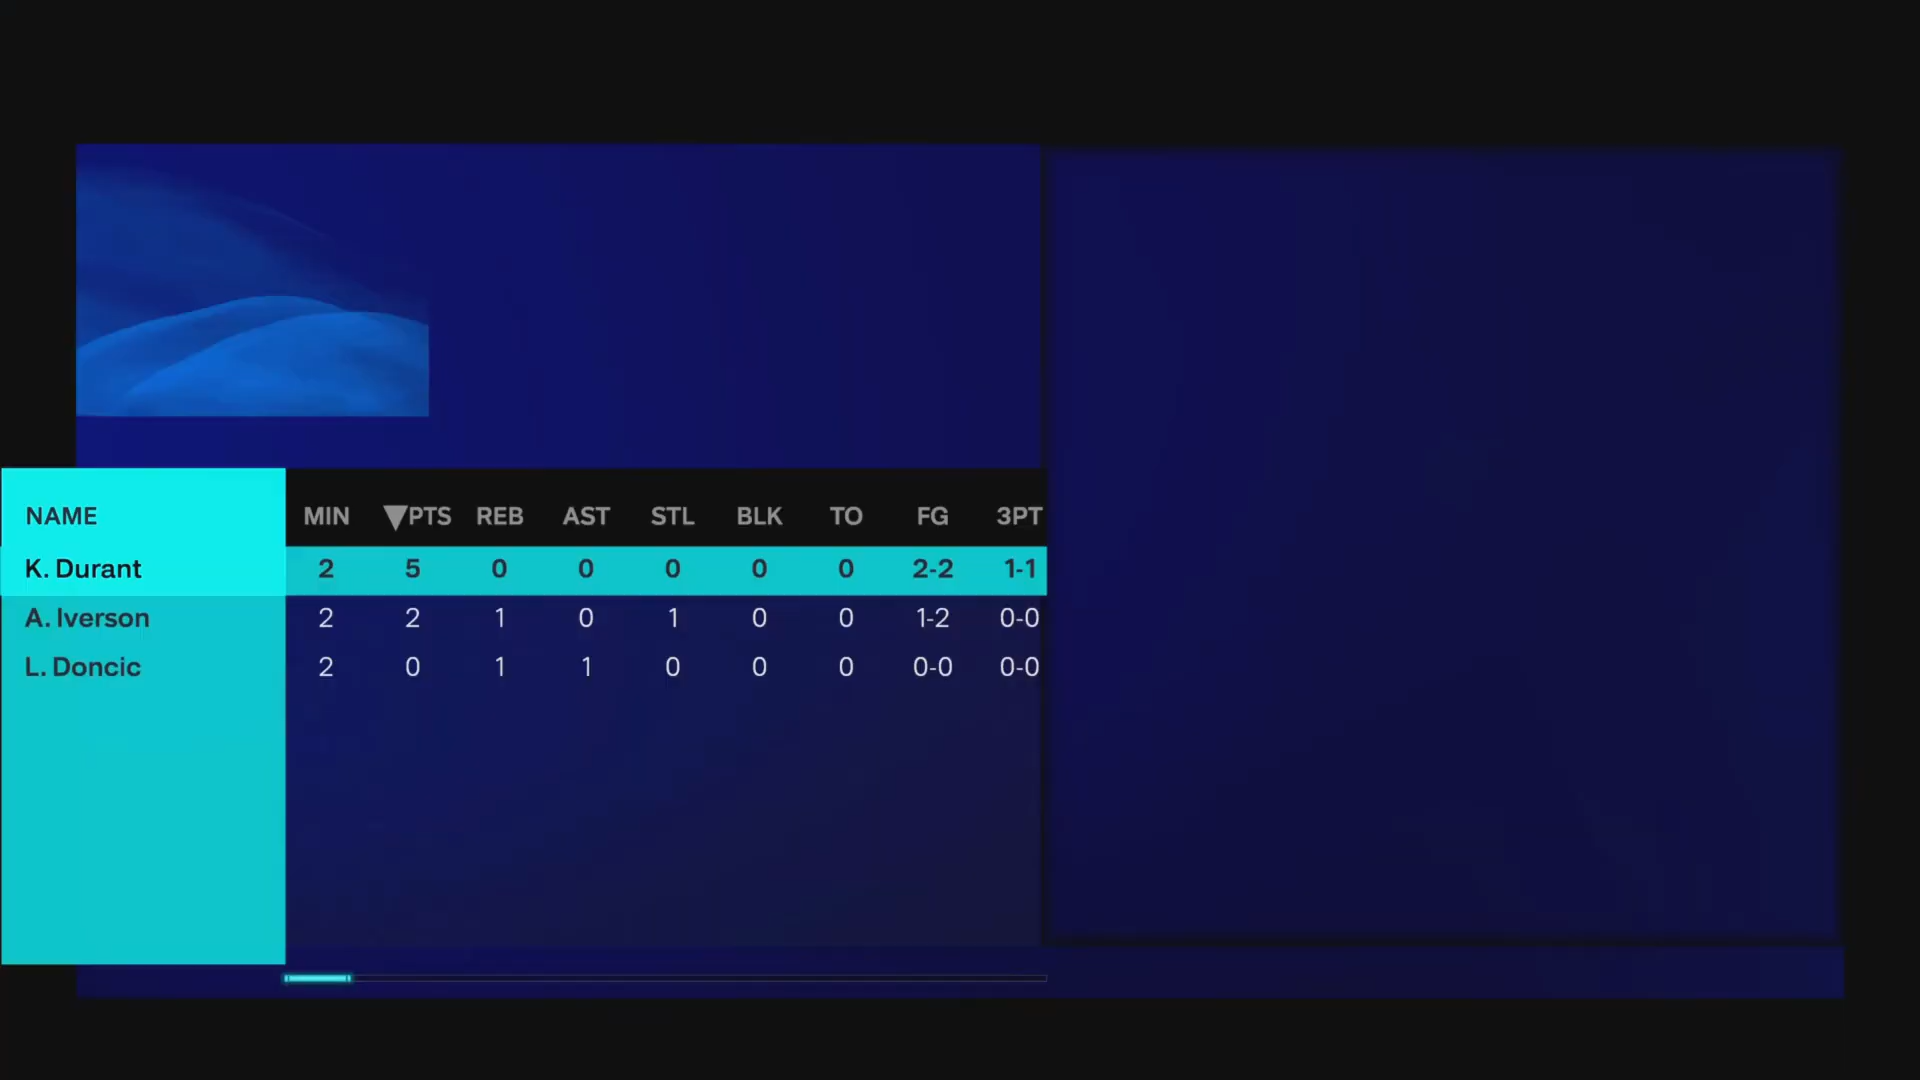 NAME MIN ▼PTS REB AST STL BLK TO FG 3PT
K. Durant 2 5 0 0 0 0 0 2-2 1-1
A. Iverson 2 2 1 0 1 0 0 1-2 0-0
L. Doncic 2 0 1 1 0 0 0 0-0 0-0